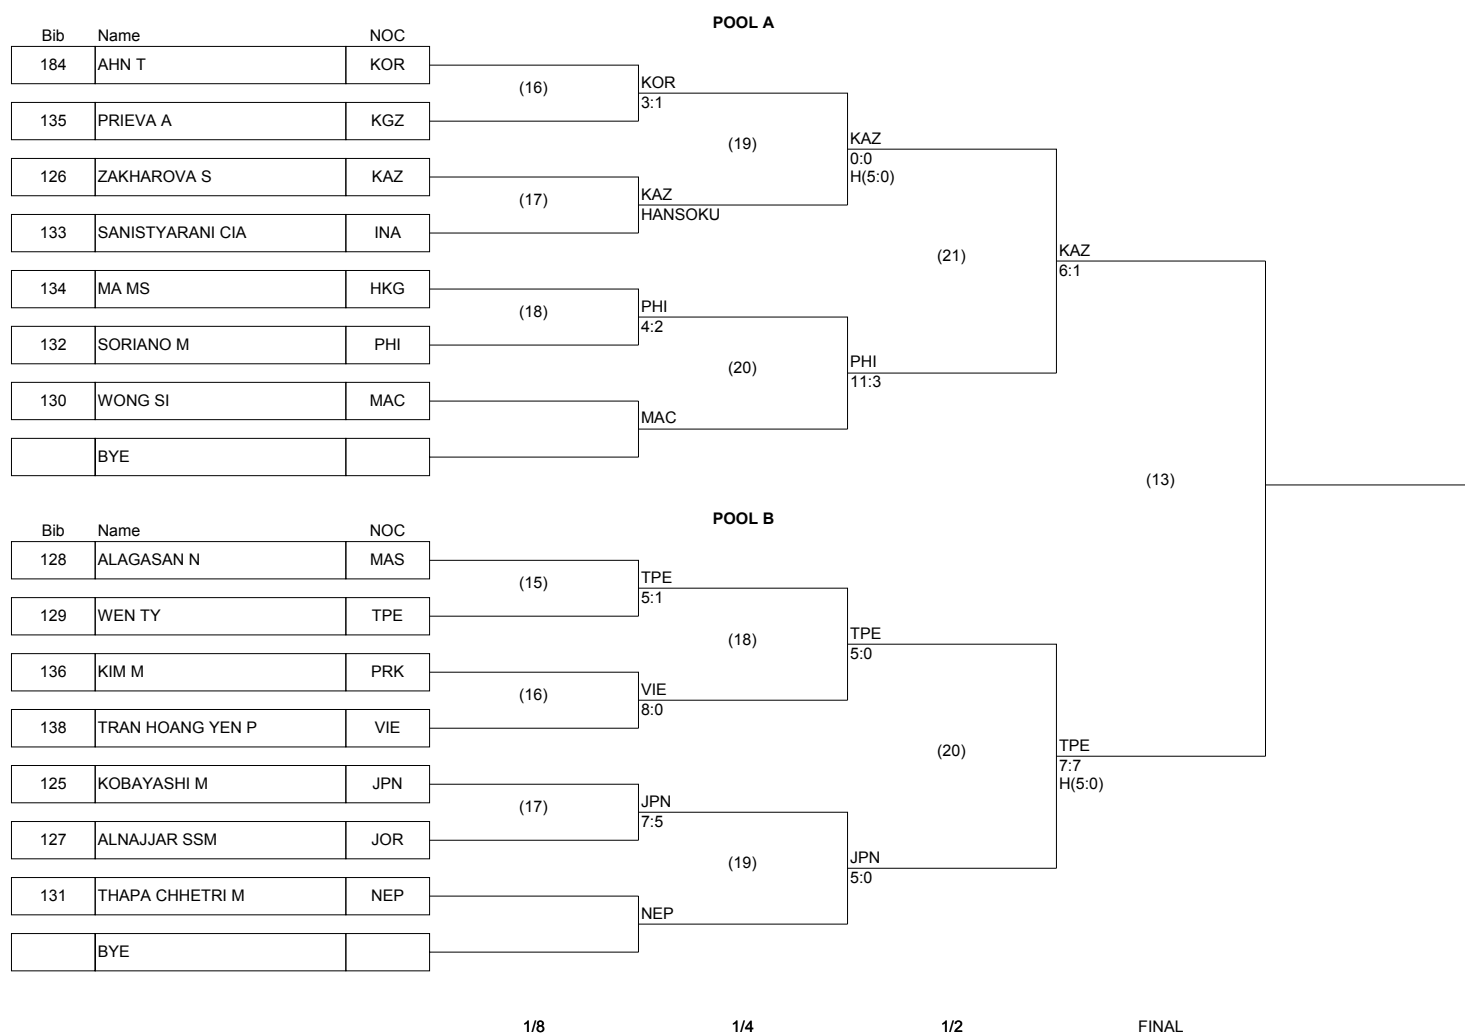 POOL A
Bib Name NOC
184 AHN T KOR
(16)
KOR
3:1
135 PRIEVA A KGZ
(19)
KAZ
0:0
H(5:0)
126 ZAKHAROVA S KAZ
(17)
KAZ
HANSOKU
133 SANISTYARANI CIA INA
(21)
KAZ
6:1
134 MA MS HKG
(18)
PHI
4:2
132 SORIANO M PHI
(20)
PHI
11:3
130 WONG SI MAC
MAC
BYE
(13)
POOL B
Bib Name NOC
128 ALAGASAN N MAS
(15)
TPE
5:1
129 WEN TY TPE
(18)
TPE
5:0
136 KIM M PRK
(16)
VIE
8:0
138 TRAN HOANG YEN P VIE
(20)
TPE
7:7
H(5:0)
125 KOBAYASHI M JPN
(17)
JPN
7:5
127 ALNAJJAR SSM JOR
(19)
JPN
5:0
131 THAPA CHHETRI M NEP
NEP
BYE
1/8 1/4 1/2 FINAL